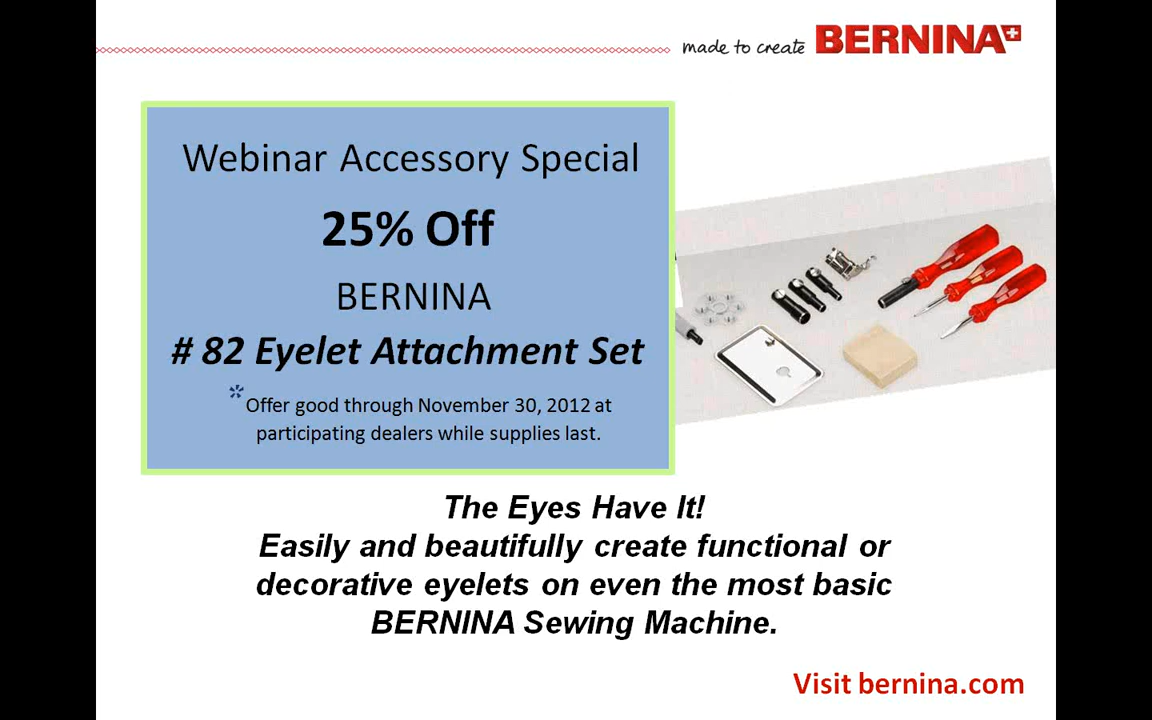 made to create BERNINA
Webinar Accessory Special
25% Off
BERNINA
# 82 Eyelet Attachment Set
*Offer good through November 30, 2012 at
participating dealers while supplies last.
The Eyes Have It!
Easily and beautifully create functional or
decorative eyelets on even the most basic
BERNINA Sewing Machine.
Visit bernina.com